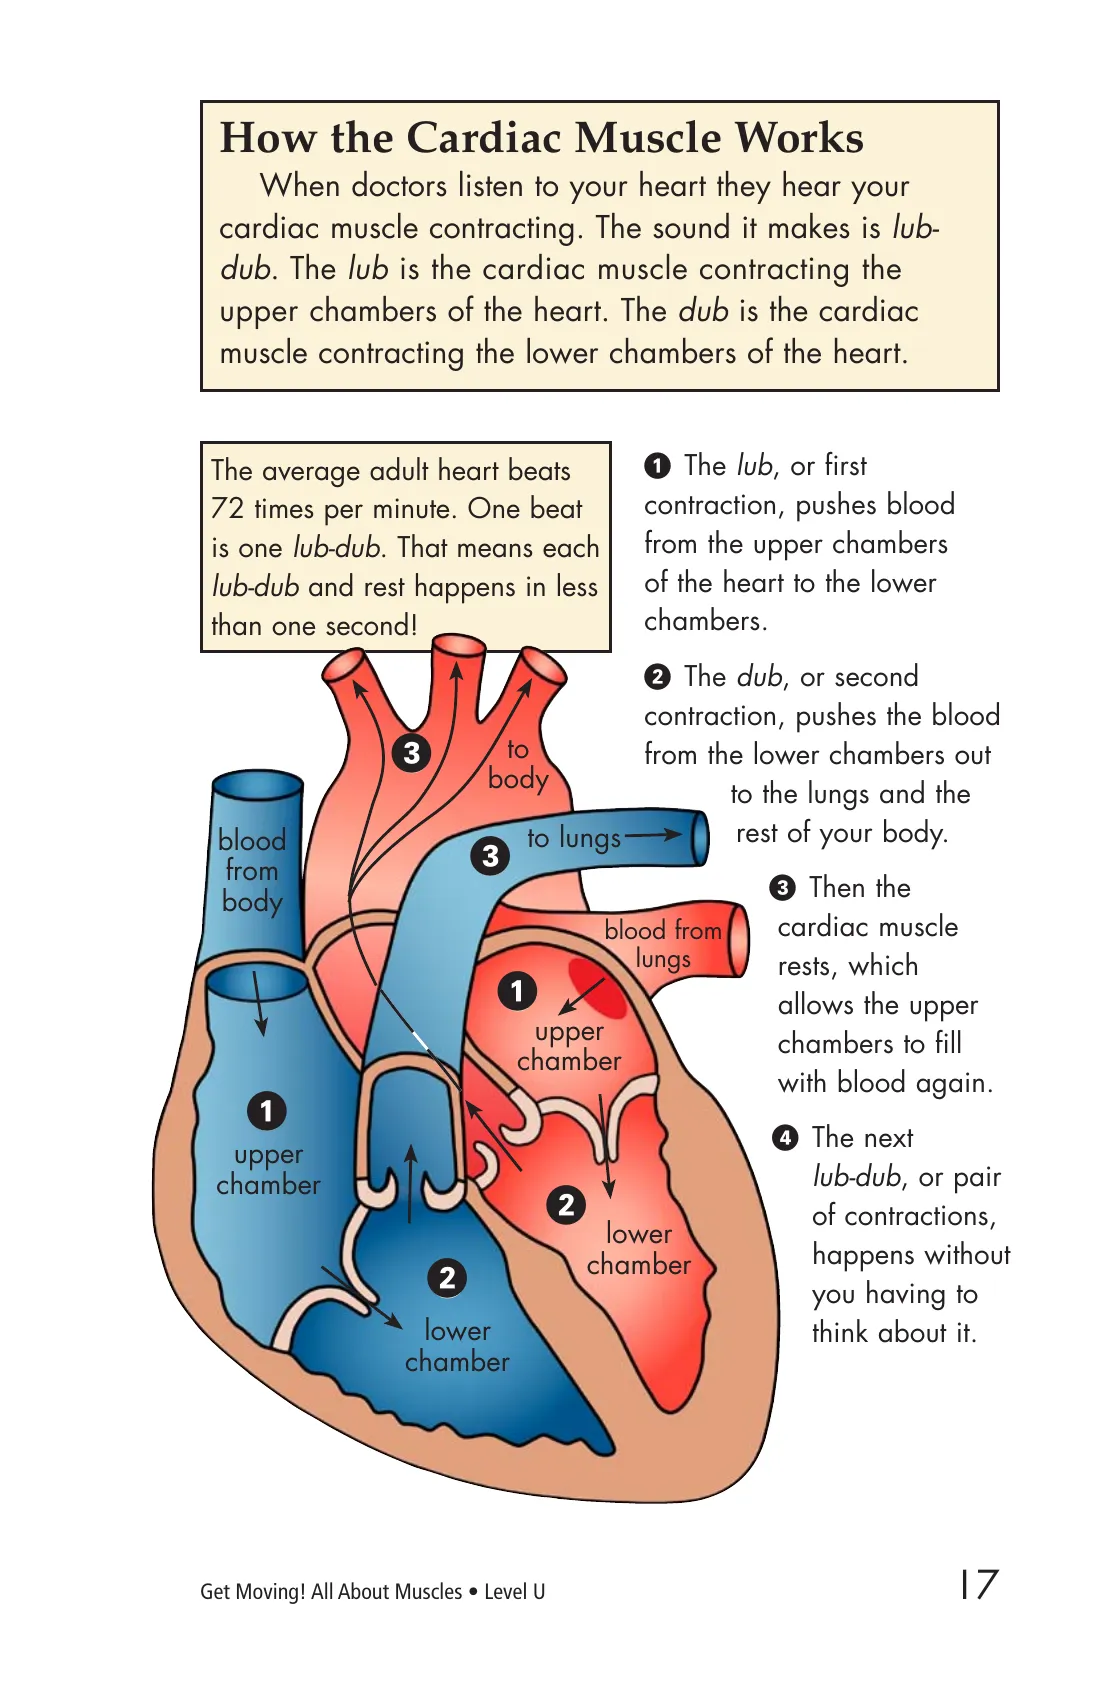 How the Cardiac Muscle Works
When doctors listen to your heart they hear your
cardiac muscle contracting. The sound it makes is lub-
dub. The lub is the cardiac muscle contracting the
upper chambers of the heart. The dub is the cardiac
muscle contracting the lower chambers of the heart.
The average adult heart beats
72 times per minute. One beat
is one lub-dub. That means each
lub-dub and rest happens in less
than one second!
1 The lub, or first
contraction, pushes blood
from the upper chambers
of the heart to the lower
chambers.
2 The dub, or second
contraction, pushes the blood
from the lower chambers out
to the lungs and the
rest of your body.
3 Then the
cardiac muscle
rests, which
allows the upper
chambers to fill
with blood again.
4 The next
lub-dub, or pair
of contractions,
happens without
you having to
think about it.
3
to
body
blood
from
body
3
to lungs
blood from
lungs
1
upper
chamber
1
upper
chamber
2
lower
chamber
2
lower
chamber
Get Moving! All About Muscles • Level U
17